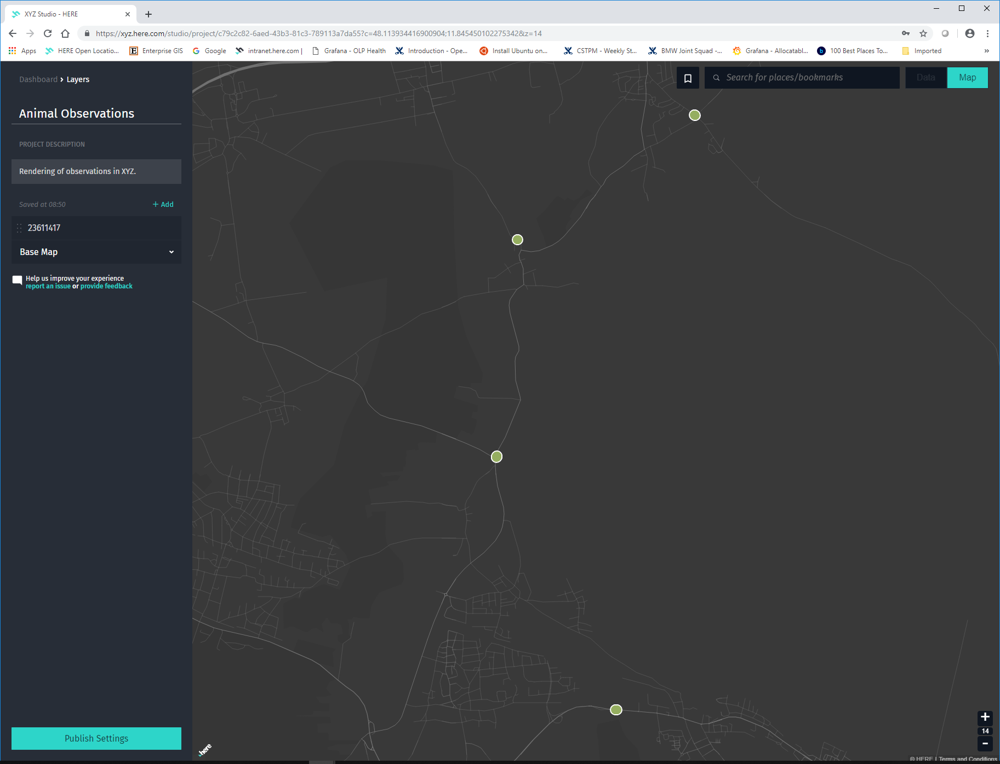 XYZ Studio - HERE
https://xyz.here.com/studio/project/c79c2c82-6aed-43b3-81c3-789113a7da55?c=48.113934416900904;11.845450102275342&z=14
Apps
HERE Open Locatio...
Enterprise GIS
Google
intranet.here.com |
Grafana - OLP Health
Introduction - Ope...
Install Ubuntu on...
CSTPM - Weekly St...
BMW Joint Squad -...
Grafana - Allocatabl...
100 Best Places To...
Imported
Dashboard > Layers
Search for places/bookmarks
Data
Map
Animal Observations
PROJECT DESCRIPTION
Rendering of observations in XYZ.
Saved at 08:50
+ Add
23611417
Base Map
Help us improve your experience
report an issue or provide feedback
Publish Settings
here
+
14
-
© HERE | Terms and Conditions